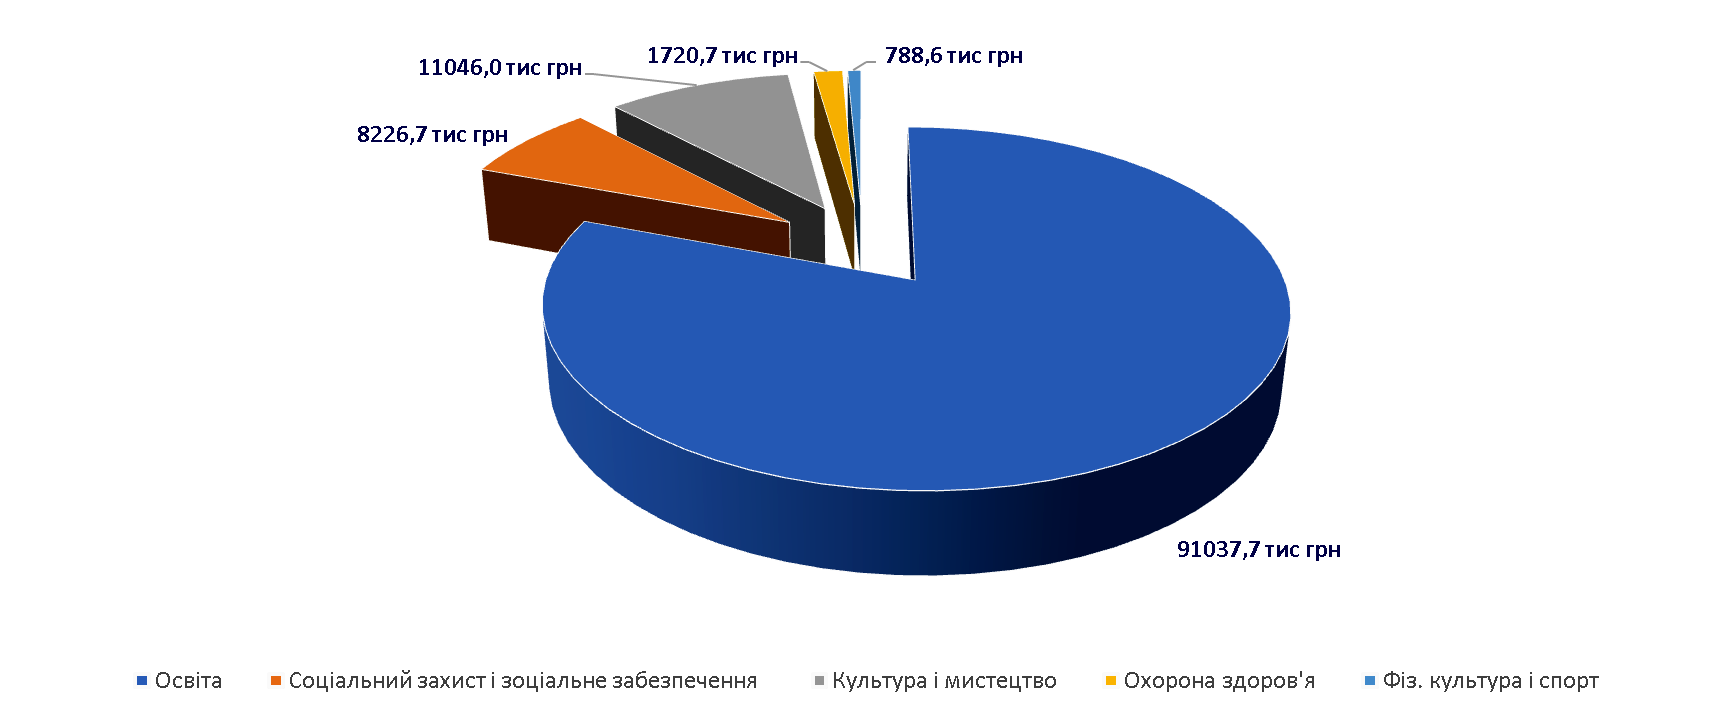 1720,7 тис грн
788,6 тис грн
11046,0 тис грн
8226,7 тис грн
91037,7 тис грн
Освіта
Соціальний захист і зоціальне забезпечення
Культура і мистецтво
Охорона здоров'я
Фіз. культура і спорт